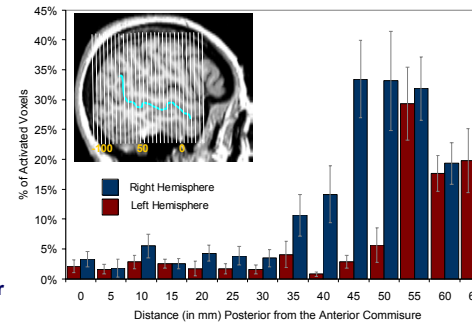 45%
40%
35%
30%
25%
20%
15%
10%
5%
0%
% of Activated Voxels
100 50 0
Right Hemisphere
Left Hemisphere
r
0 5 10 15 20 25 30 35 40 45 50 55 60
Distance (in mm) Posterior from the Anterior Commisure